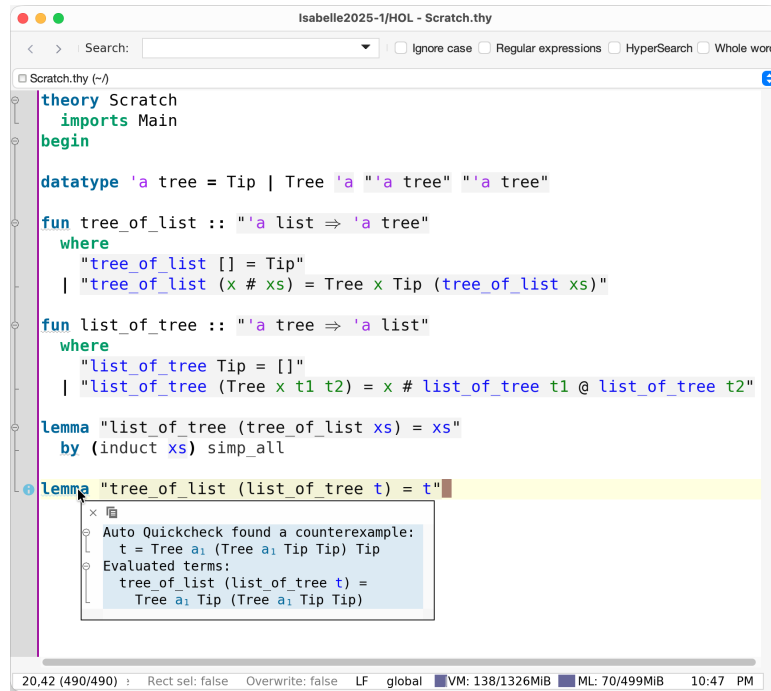 Isabelle2025-1/HOL - Scratch.thy
Search: Ignore case Regular expressions HyperSearch Whole wor
Scratch.thy (~/)
theory Scratch
imports Main
begin
datatype 'a tree = Tip | Tree 'a "'a tree" "'a tree"
fun tree_of_list :: "'a list ⇒ 'a tree"
where
"tree_of_list [] = Tip"
| "tree_of_list (x # xs) = Tree x Tip (tree_of_list xs)"
fun list_of_tree :: "'a tree ⇒ 'a list"
where
"list_of_tree Tip = []"
| "list_of_tree (Tree x t1 t2) = x # list_of_tree t1 @ list_of_tree t2"
lemma "list_of_tree (tree_of_list xs) = xs"
by (induct xs) simp_all
lemma "tree_of_list (list_of_tree t) = t"
Auto Quickcheck found a counterexample:
t = Tree a₁ (Tree a₁ Tip Tip) Tip
Evaluated terms:
tree_of_list (list_of_tree t) =
Tree a₁ Tip (Tree a₁ Tip Tip)
20,42 (490/490) : Rect sel: false Overwrite: false LF global VM: 138/1326MiB ML: 70/499MiB 10:47 PM